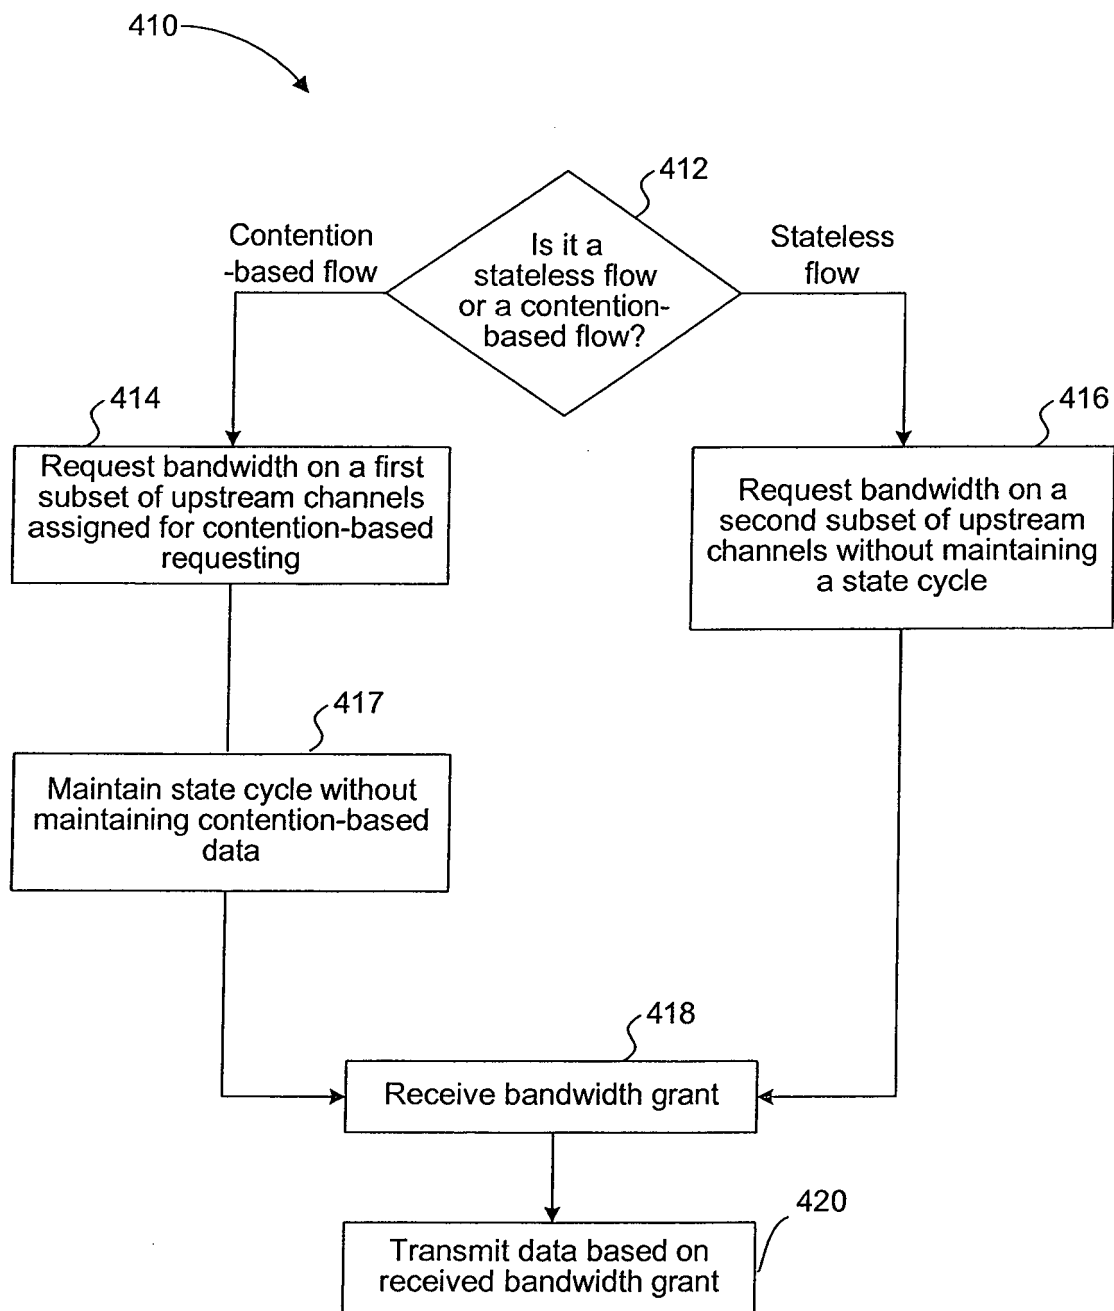 410
412
Contention
-based flow
Is it a
stateless flow
or a contention-
based flow?
Stateless
flow
414
416
Request bandwidth on a first
subset of upstream channels
assigned for contention-based
requesting
Request bandwidth on a
second subset of upstream
channels without maintaining
a state cycle
417
Maintain state cycle without
maintaining contention-based
data
418
Receive bandwidth grant
420
Transmit data based on
received bandwidth grant